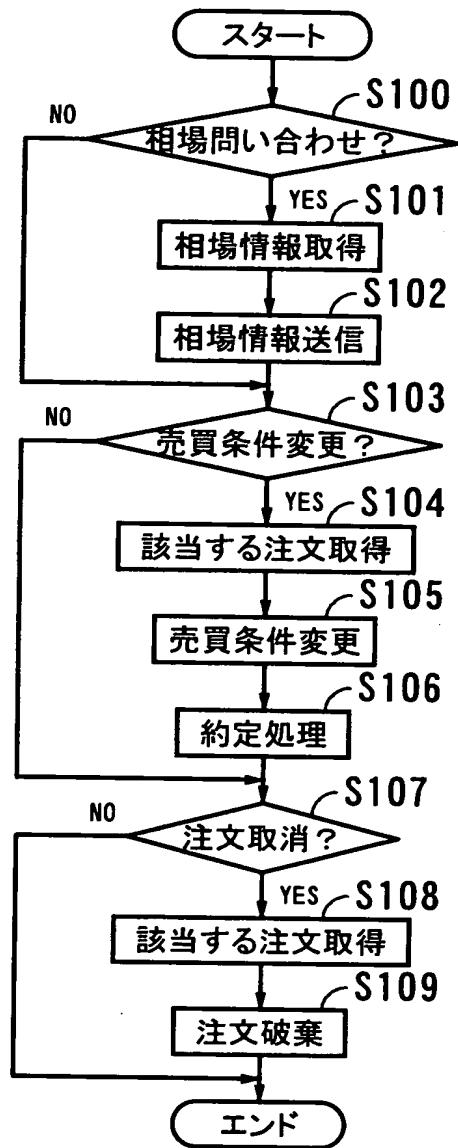 スタート
S100
NO
相場問い合わせ?
YES
S101
相場情報取得
S102
相場情報送信
S103
NO
売買条件変更?
YES
S104
該当する注文取得
S105
売買条件変更
S106
約定処理
S107
NO
注文取消?
YES
S108
該当する注文取得
S109
注文破棄
エンド